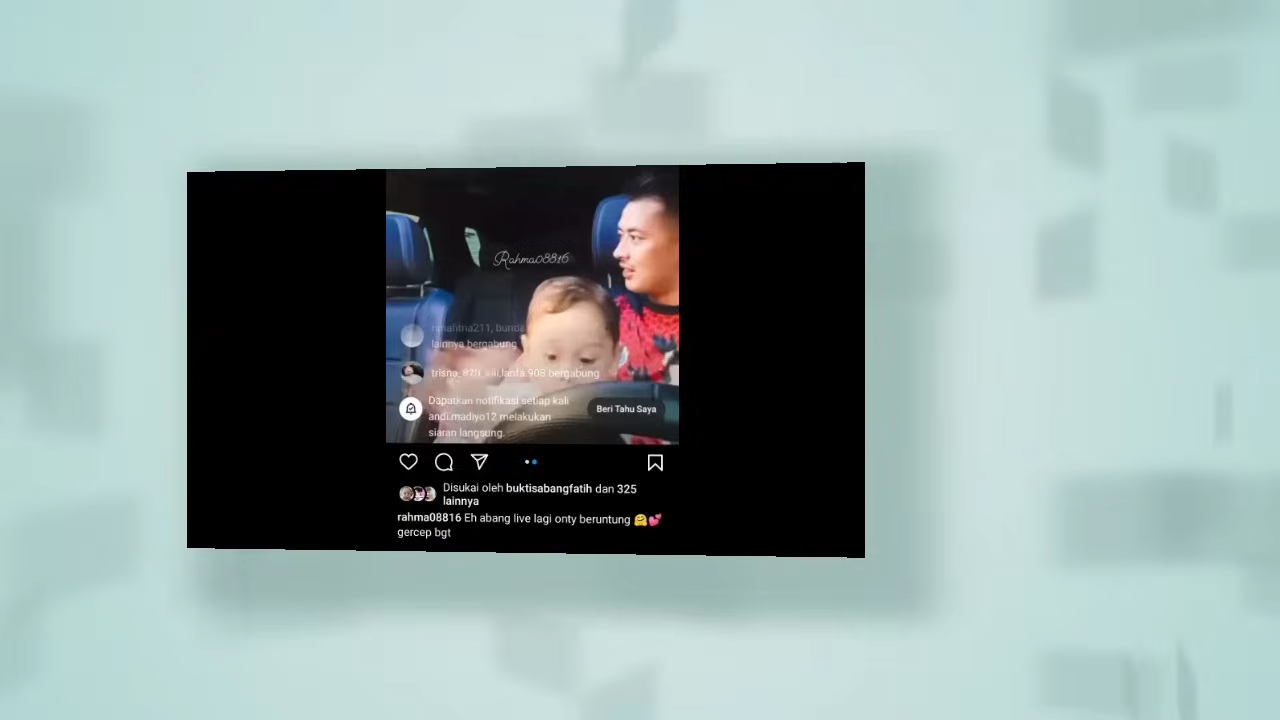 Rahma08816
lainnya bergabung
bergabung
Dapatkan notifikasi setiap kali
andi.madiyo12 melakukan
siaran langsung.
Beri Tahu Saya
Disukai oleh buktisabangfatih dan 325
lainnya
rahma08816 Eh abang live lagi onty beruntung 🤗💕
gercep bgt